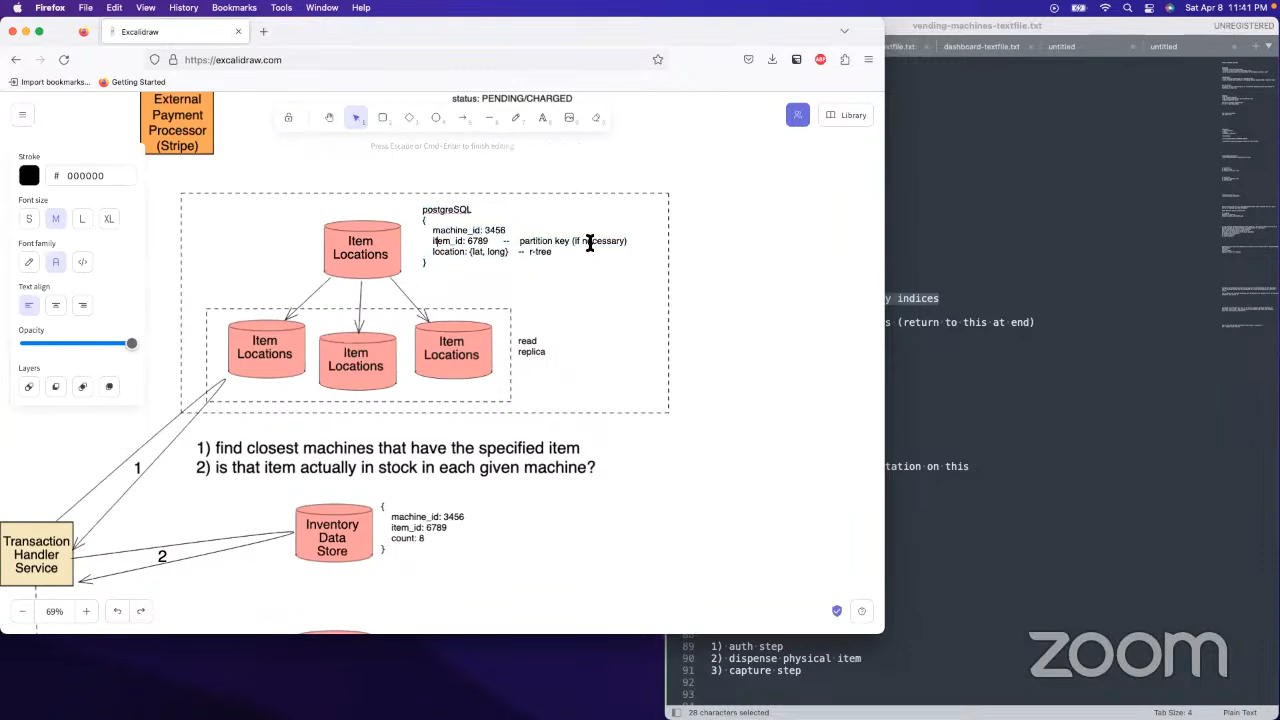 Firefox File Edit View History Bookmarks Tools Window Help
Sat Apr 8 11:41 PM
Excalidraw
vending-machines-textfile.txt
UNREGISTERED
textfile.txt
dashboard-textfile.txt
untitled
untitled
https://excalidraw.com
Import bookmarks...
Getting Started
External
Payment
Processor
(Stripe)
status: PENDING/CHARGED
Library
Press Escape or Cmd+Enter to finish editing
Stroke
# 000000
Font size
S M L XL
Font family
Text align
Opacity
Layers
postgreSQL
{
machine_id: 3456
item_id: 6789 -- partition key (if necessary)
location: {lat, long} -- r-tree
}
Item
Locations
Item
Locations
Item
Locations
Item
Locations
read
replica
1) find closest machines that have the specified item
2) is that item actually in stock in each given machine?
1
{
machine_id: 3456
item_id: 6789
count: 8
}
Inventory
Data
Store
Transaction
Handler
Service
2
69%
y indices
s (return to this at end)
tation on this
89 1) auth step
90 2) dispense physical item
91 3) capture step
92
93
zoom
28 characters selected
Tab Size: 4
Plain Text